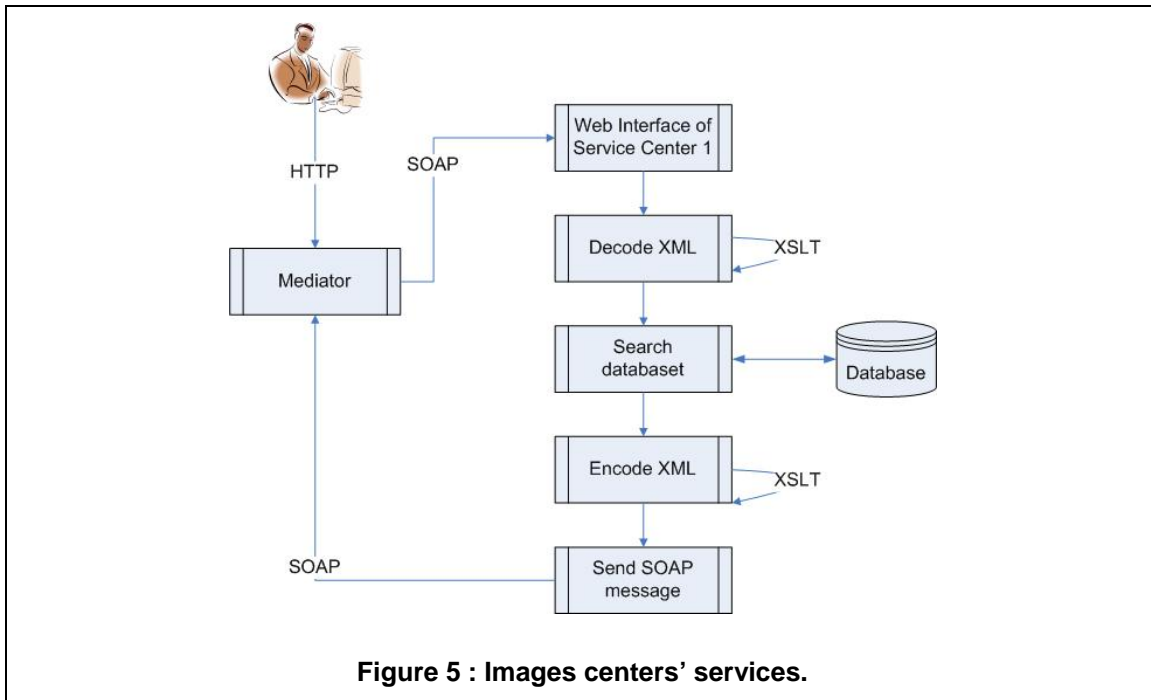 HTTP
SOAP
Web Interface of
Service Center 1
Mediator
Decode XML
XSLT
Search
databaset
Database
Encode XML
XSLT
SOAP
Send SOAP
message
Figure 5 : Images centers’ services.